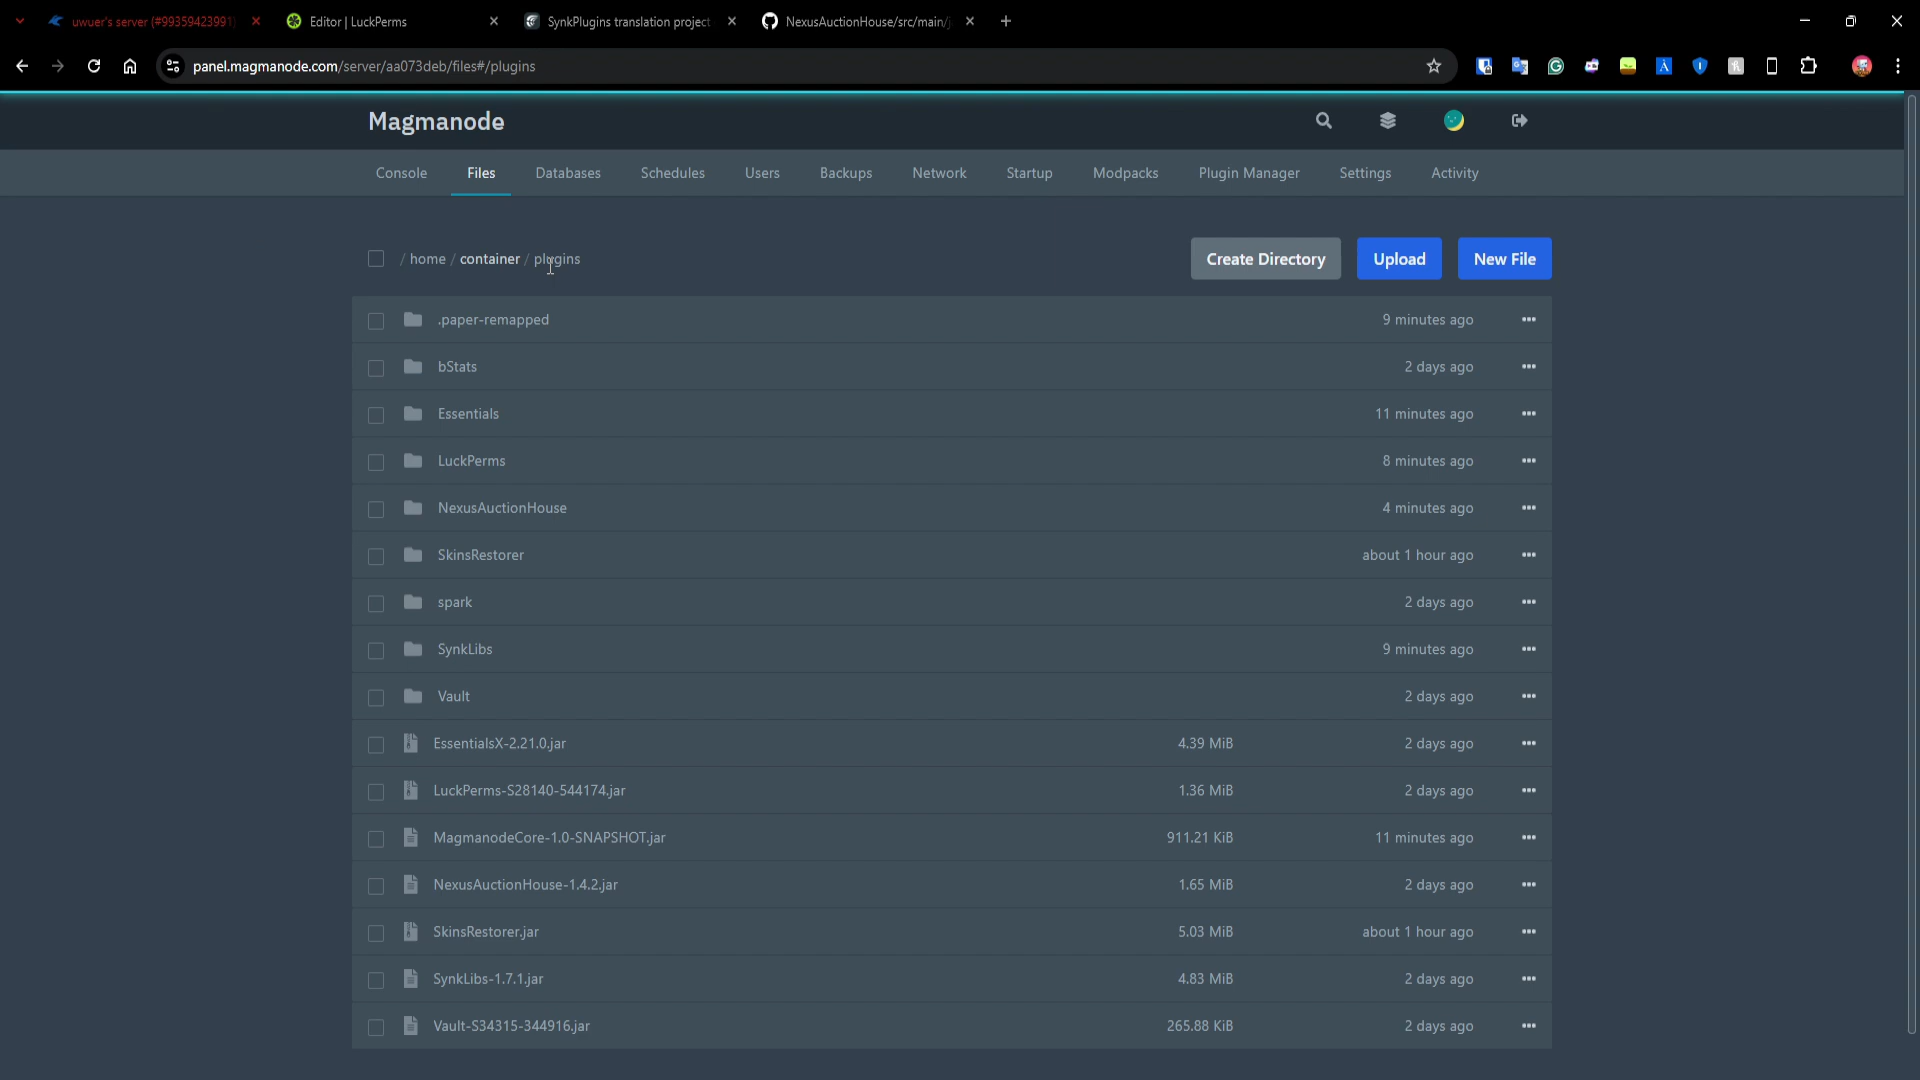 uwuer's server (#99359423991
Editor | LuckPerms
SynkPlugins translation project
NexusAuctionHouse/src/main/j
panel.magmanode.com/server/aa073deb/files#/plugins
Magmanode
Console Files Databases Schedules Users Backups Network Startup Modpacks Plugin Manager Settings Activity
/ home / container / plugins
Create Directory Upload New File
.paper-remapped 9 minutes ago
bStats 2 days ago
Essentials 11 minutes ago
LuckPerms 8 minutes ago
NexusAuctionHouse 4 minutes ago
SkinsRestorer about 1 hour ago
spark 2 days ago
SynkLibs 9 minutes ago
Vault 2 days ago
EssentialsX-2.21.0.jar 4.39 MiB 2 days ago
LuckPerms-S28140-544174.jar 1.36 MiB 2 days ago
MagmanodeCore-1.0-SNAPSHOT.jar 911.21 KiB 11 minutes ago
NexusAuctionHouse-1.4.2.jar 1.65 MiB 2 days ago
SkinsRestorer.jar 5.03 MiB about 1 hour ago
SynkLibs-1.7.1.jar 4.83 MiB 2 days ago
Vault-S34315-344916.jar 265.88 KiB 2 days ago